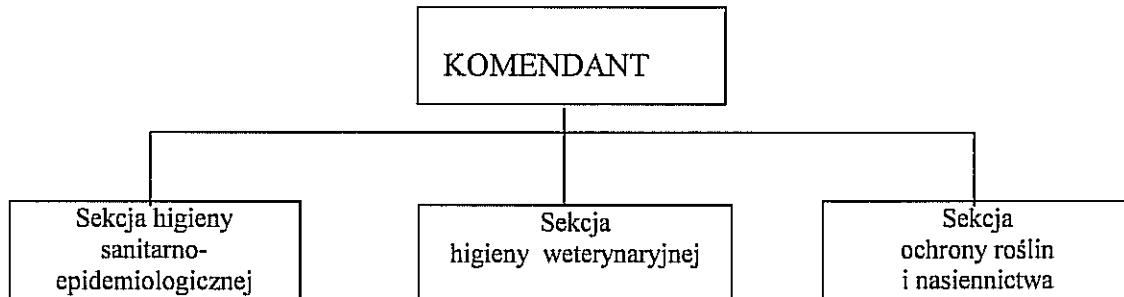 KOMENDANT
Sekcja higieny
sanitarno-
epidemiologicznej
Sekcja
higieny weterynaryjnej
Sekcja
ochrony roślin
i nasiennictwa